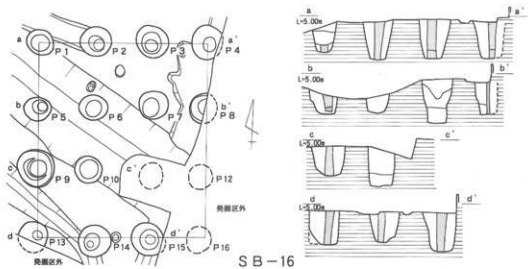 a
a'
P1
P2
P3
P4
b
b'
P5
P6
P7
P8
c
c'
P9
P10
P12
発掘区外
d
d'
P13
P14
P15
P16
発掘区外
SB-16
a
a'
L=5.00m
b
b'
L=5.00m
c
c'
L=5.00m
d
d'
L=5.00m